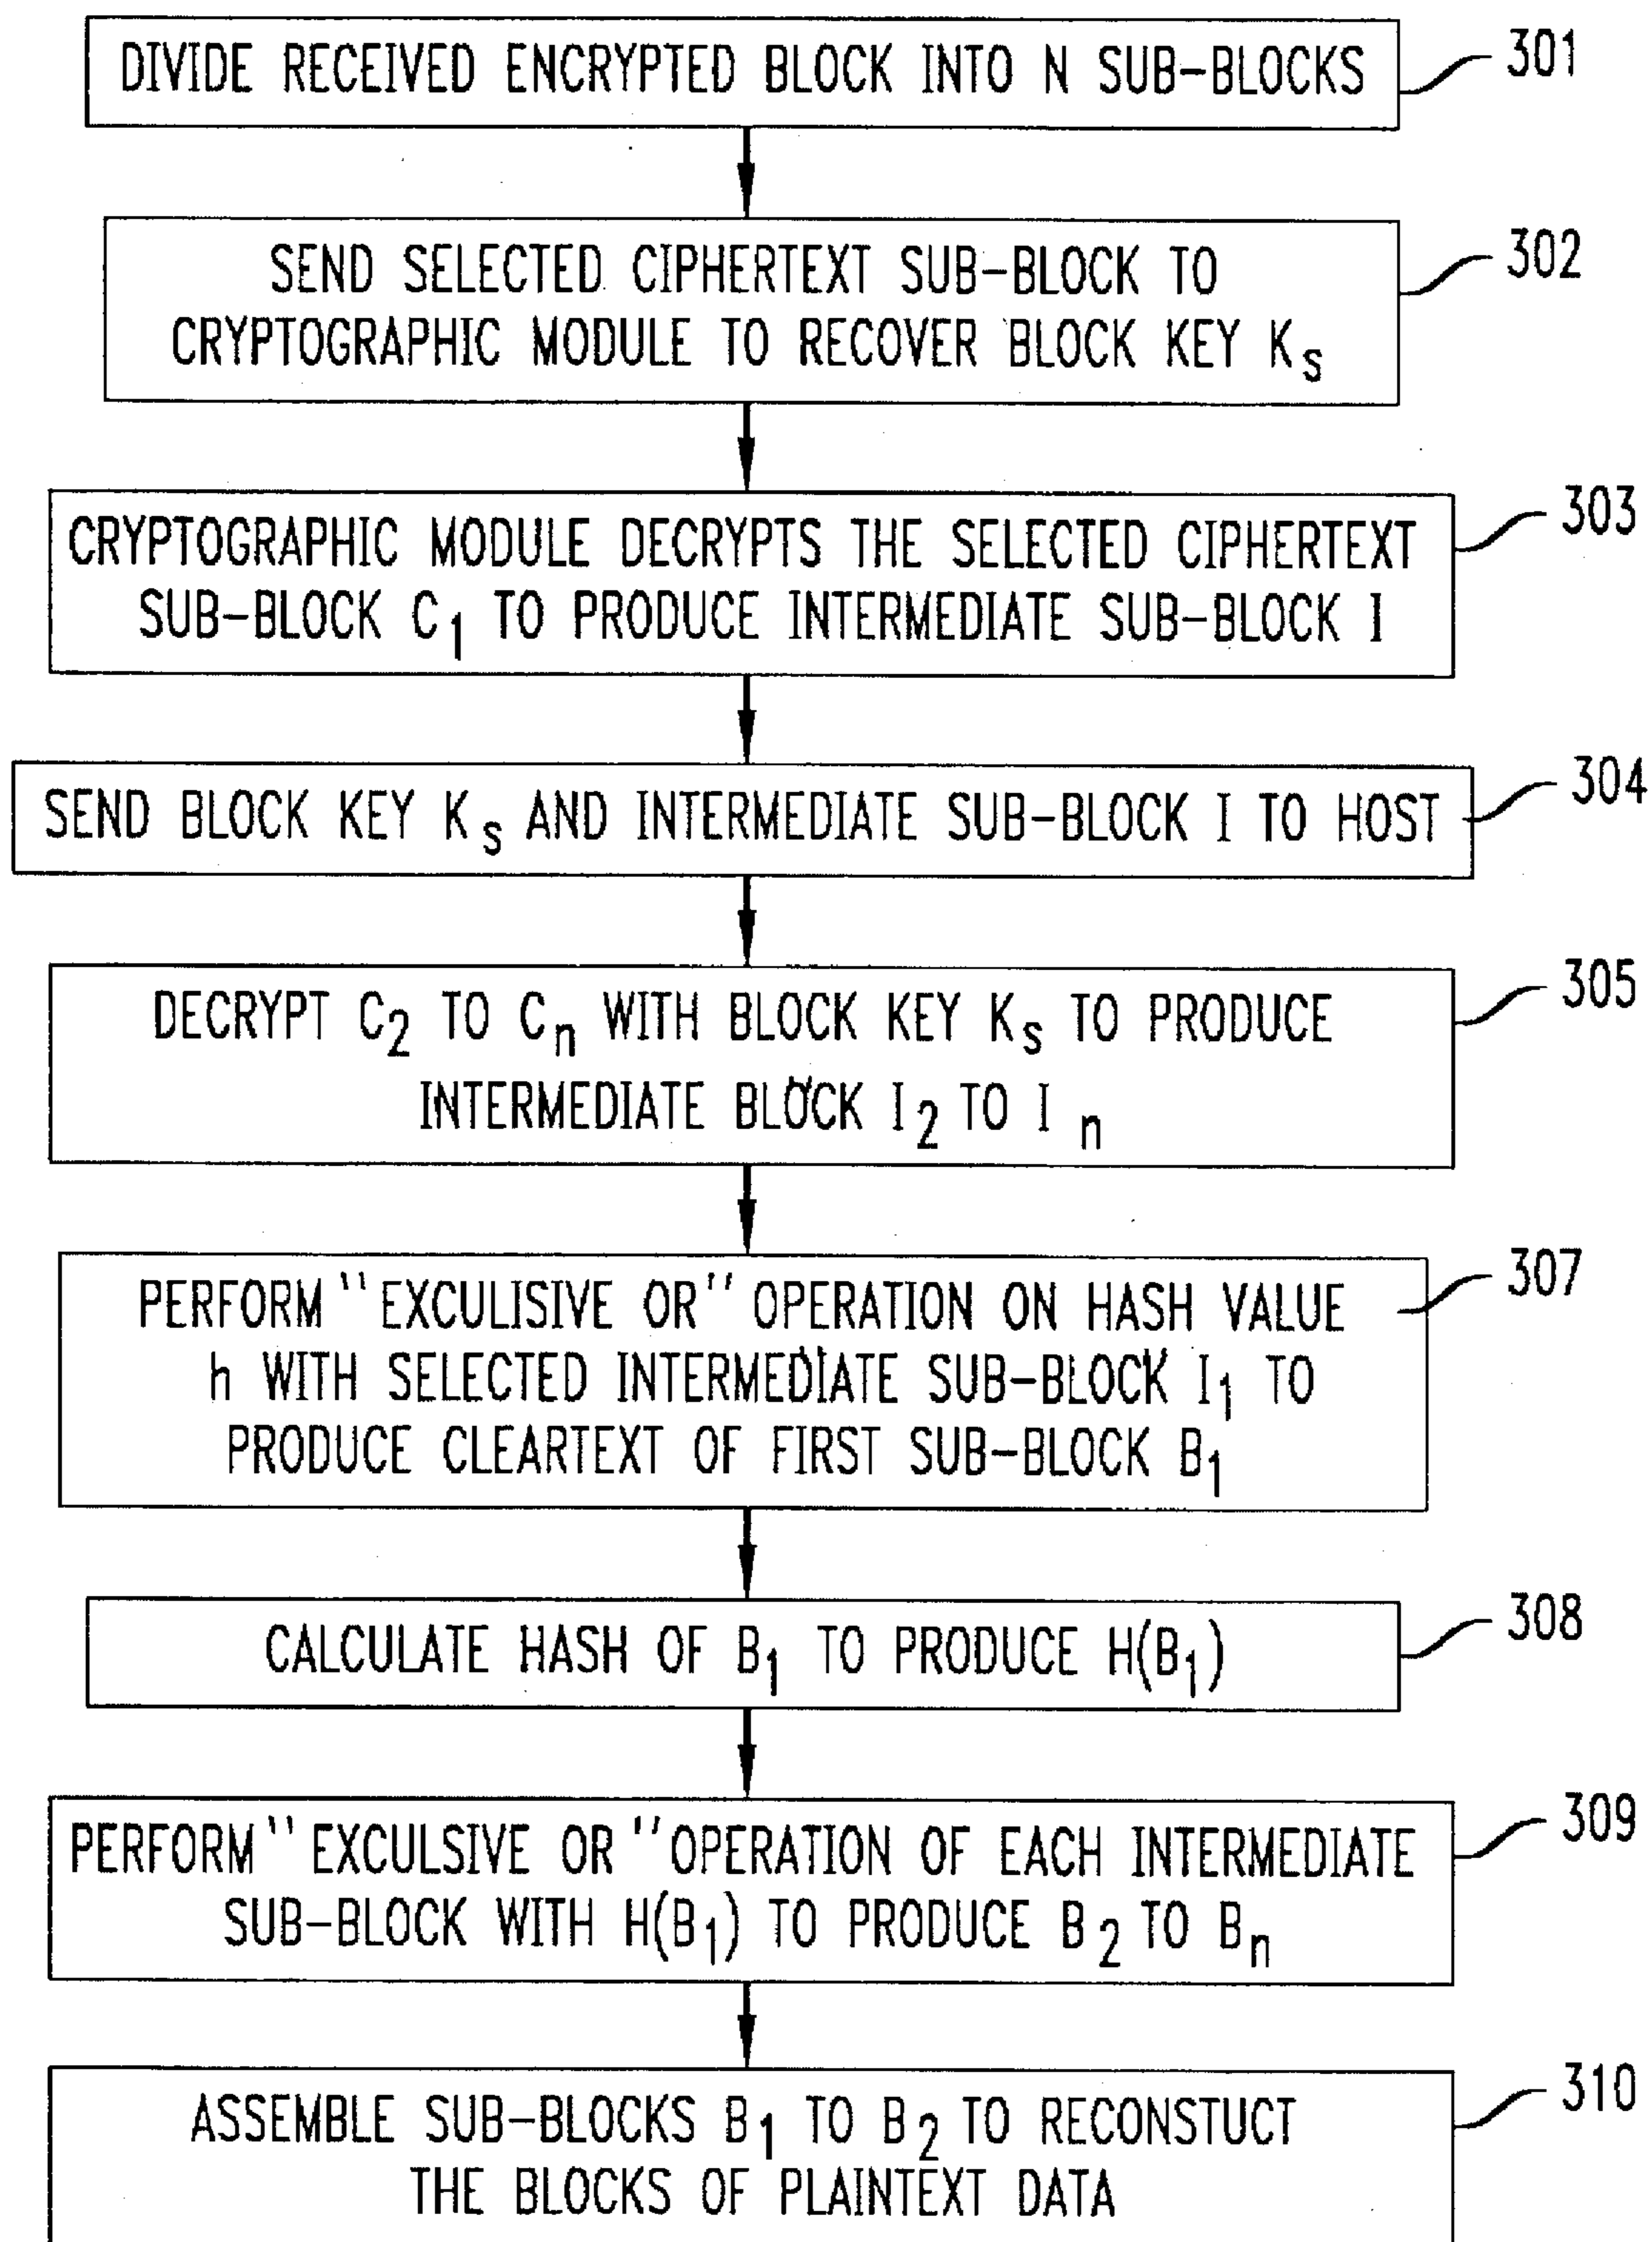 DIVIDE RECEIVED ENCRYPTED BLOCK INTO N SUB-BLOCKS
301
SEND SELECTED CIPHERTEXT SUB-BLOCK TO
CRYPTOGRAPHIC MODULE TO RECOVER BLOCK KEY Ks
302
CRYPTOGRAPHIC MODULE DECRYPTS THE SELECTED CIPHERTEXT
SUB-BLOCK C1 TO PRODUCE INTERMEDIATE SUB-BLOCK I
303
SEND BLOCK KEY Ks AND INTERMEDIATE SUB-BLOCK I TO HOST
304
DECRYPT C2 TO Cn WITH BLOCK KEY Ks TO PRODUCE
INTERMEDIATE BLOCK I2 TO In
305
PERFORM "EXCULISIVE OR" OPERATION ON HASH VALUE
h WITH SELECTED INTERMEDIATE SUB-BLOCK I1 TO
PRODUCE CLEARTEXT OF FIRST SUB-BLOCK B1
307
CALCULATE HASH OF B1 TO PRODUCE H(B1)
308
PERFORM "EXCULSIVE OR" OPERATION OF EACH INTERMEDIATE
SUB-BLOCK WITH H(B1) TO PRODUCE B2 TO Bn
309
ASSEMBLE SUB-BLOCKS B1 TO B2 TO RECONSTUCT
THE BLOCKS OF PLAINTEXT DATA
310